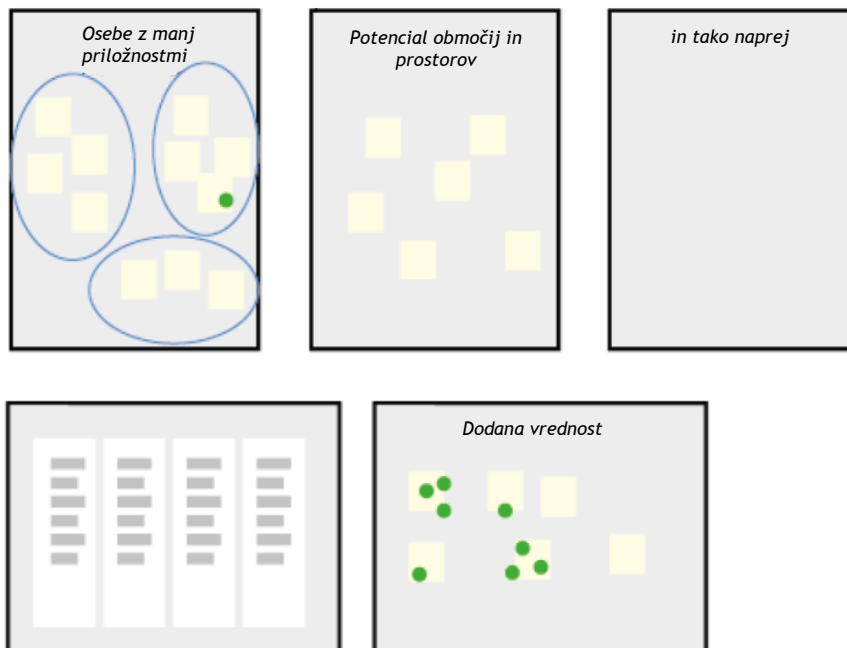 Osebe z manj
priložnostmi
Potencial območij in
prostorov
in tako naprej
Dodana vrednost